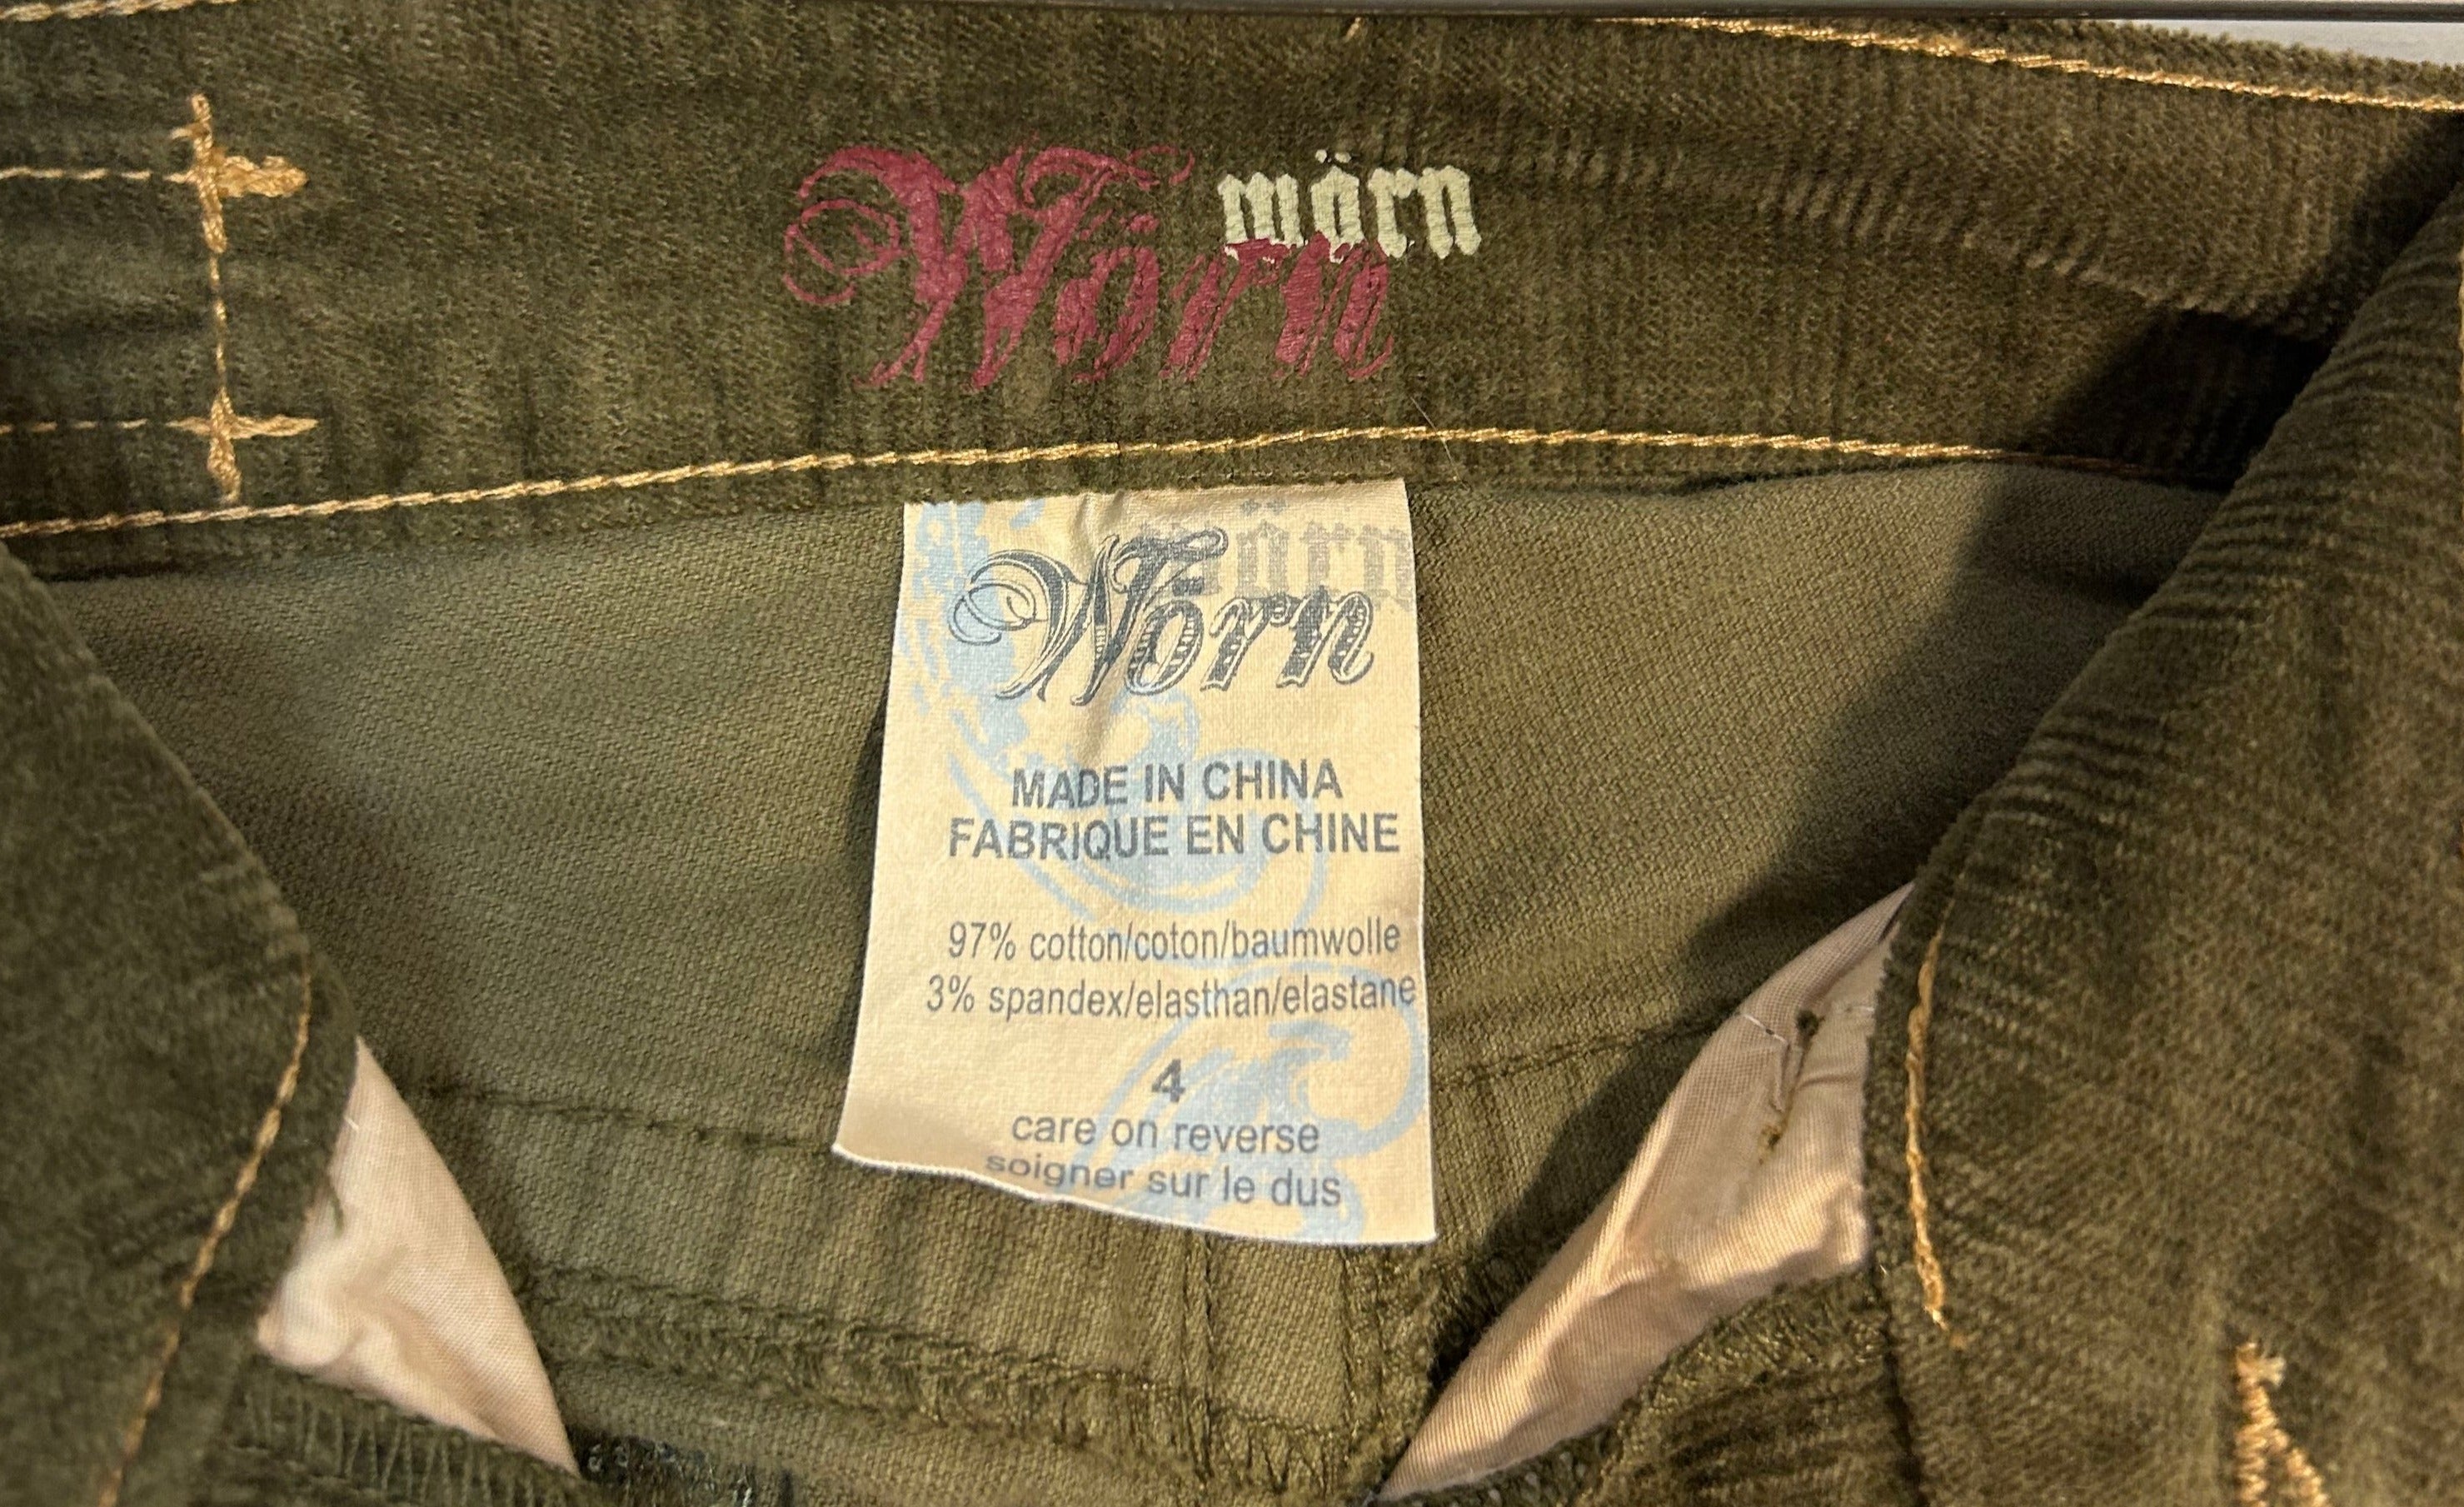 wörn
Wörn
wörn
Wörn
MADE IN CHINA
FABRIQUE EN CHINE
97% cotton/coton/baumwolle
3% spandex/elasthan/elastane
4
care on reverse
soigner sur le dus